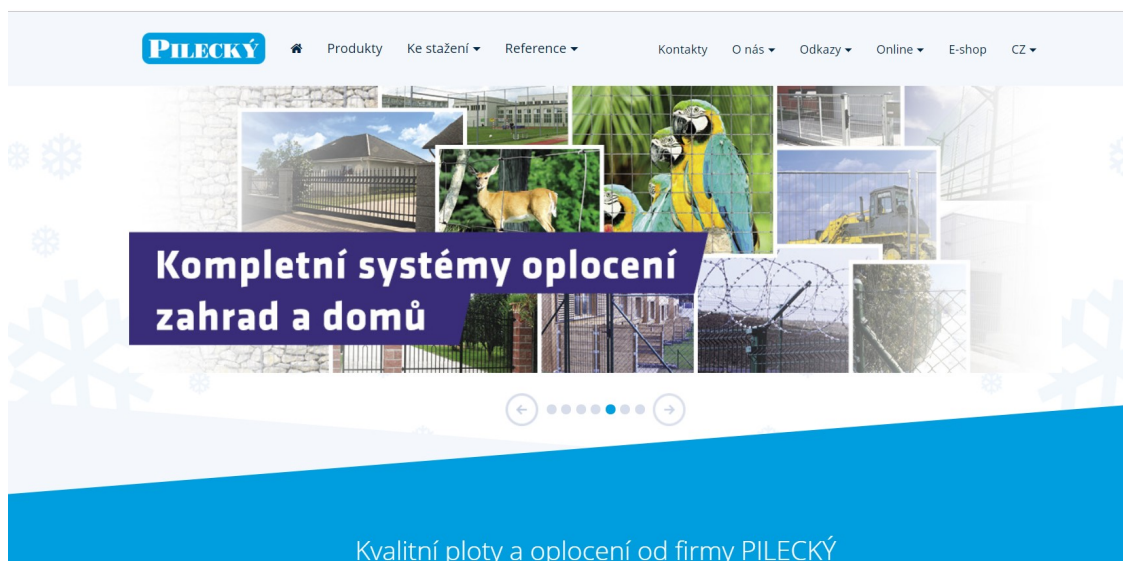 PILECKÝ
Produkty Ke stažení Reference Kontakty O nás Odkazy Online E-shop CZ
Kompletní systémy oplocení
zahrad a domů
Kvalitní ploty a oplocení od firmy PILECKÝ